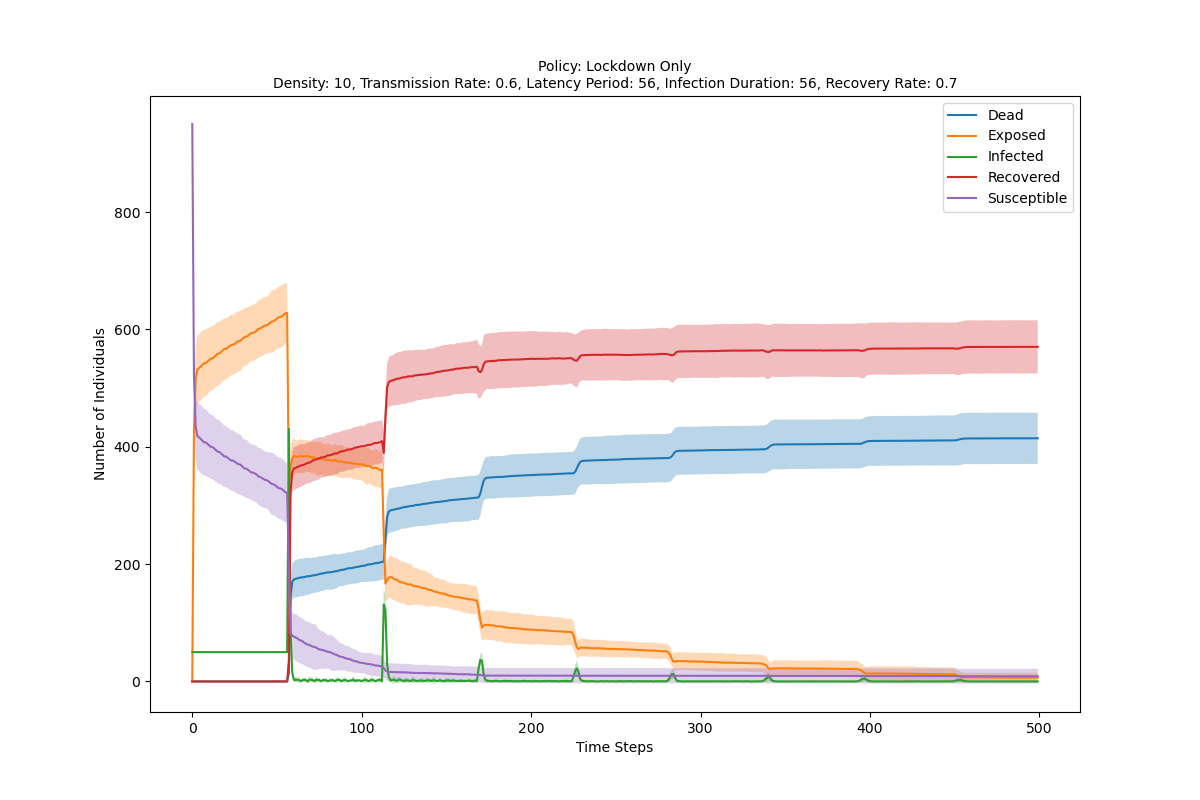 Policy: Lockdown Only
Density: 10, Transmission Rate: 0.6, Latency Period: 56, Infection Duration: 56, Recovery Rate: 0.7
Dead
Exposed
Infected
Recovered
Susceptible
Number of Individuals
800
600
400
200
0
0 100 200 300 400 500
Time Steps